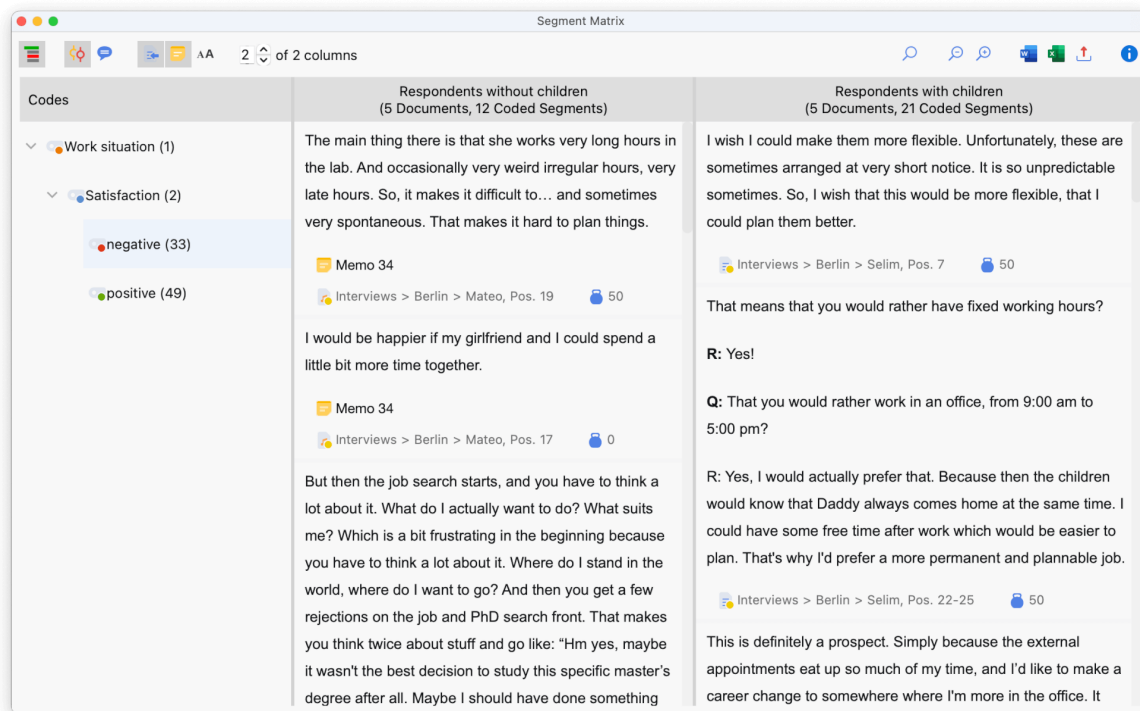 Segment Matrix
AA
2 of 2 columns
Codes
Work situation (1)
Satisfaction (2)
negative (33)
positive (49)
Respondents without children
(5 Documents, 12 Coded Segments)
The main thing there is that she works very long hours in
the lab. And occasionally very weird irregular hours, very
late hours. So, it makes it difficult to… and sometimes
very spontaneous. That makes it hard to plan things.
Memo 34
Interviews > Berlin > Mateo, Pos. 19 50
I would be happier if my girlfriend and I could spend a
little bit more time together.
Memo 34
Interviews > Berlin > Mateo, Pos. 17 0
But then the job search starts, and you have to think a
lot about it. What do I actually want to do? What suits
me? Which is a bit frustrating in the beginning because
you have to think a lot about it. Where do I stand in the
world, where do I want to go? And then you get a few
rejections on the job and PhD search front. That makes
you think twice about stuff and go like: “Hm yes, maybe
it wasn't the best decision to study this specific master’s
degree after all. Maybe I should have done something
Respondents with children
(5 Documents, 21 Coded Segments)
I wish I could make them more flexible. Unfortunately, these are
sometimes arranged at very short notice. It is so unpredictable
sometimes. So, I wish that this would be more flexible, that I
could plan them better.
Interviews > Berlin > Selim, Pos. 7 50
That means that you would rather have fixed working hours?
R: Yes!
Q: That you would rather work in an office, from 9:00 am to
5:00 pm?
R: Yes, I would actually prefer that. Because then the children
would know that Daddy always comes home at the same time. I
could have some free time after work which would be easier to
plan. That's why I'd prefer a more permanent and plannable job.
Interviews > Berlin > Selim, Pos. 22-25 50
This is definitely a prospect. Simply because the external
appointments eat up so much of my time, and I’d like to make a
career change to somewhere where I'm more in the office. It